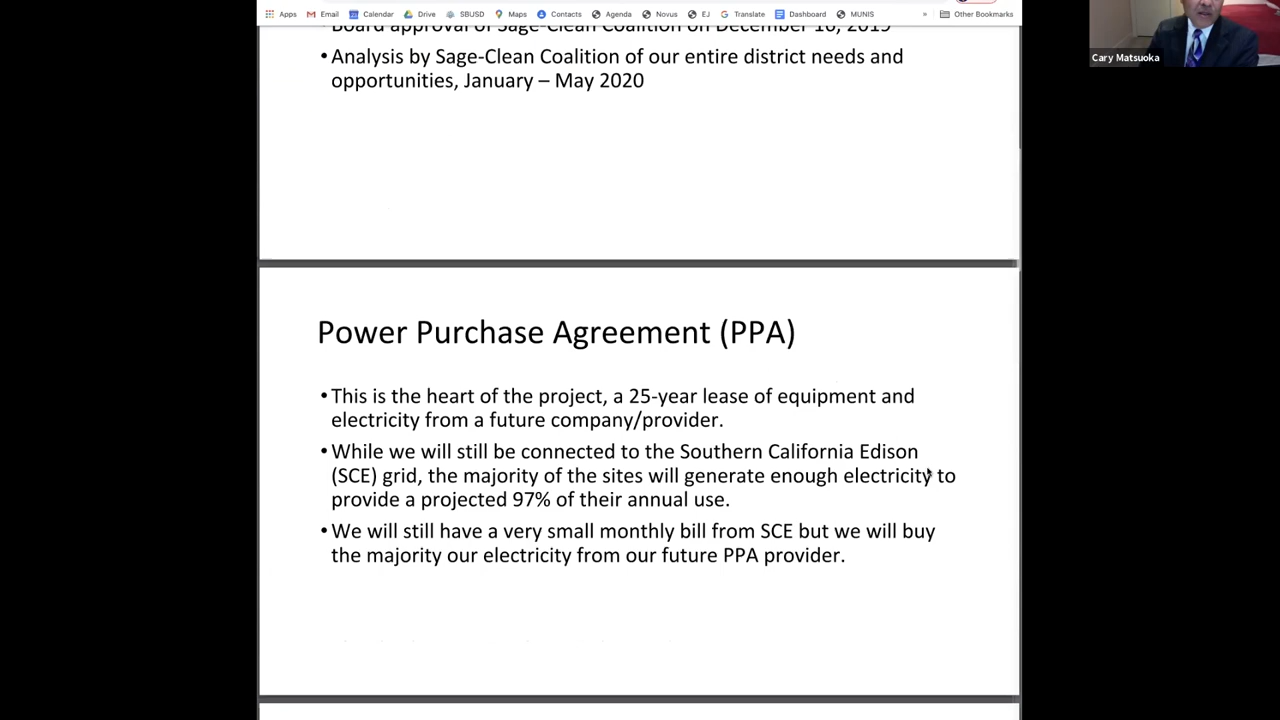 Apps Email Calendar Drive SBUSD Maps Contacts Agenda Novus EJ Translate Dashboard MUNIS » Other Bookmarks
Board approval of Sage-Clean Coalition on December 16, 2019
• Analysis by Sage-Clean Coalition of our entire district needs and
opportunities, January – May 2020
Cary Matsuoka
Power Purchase Agreement (PPA)
• This is the heart of the project, a 25-year lease of equipment and
electricity from a future company/provider.
• While we will still be connected to the Southern California Edison
(SCE) grid, the majority of the sites will generate enough electricity to
provide a projected 97% of their annual use.
• We will still have a very small monthly bill from SCE but we will buy
the majority our electricity from our future PPA provider.